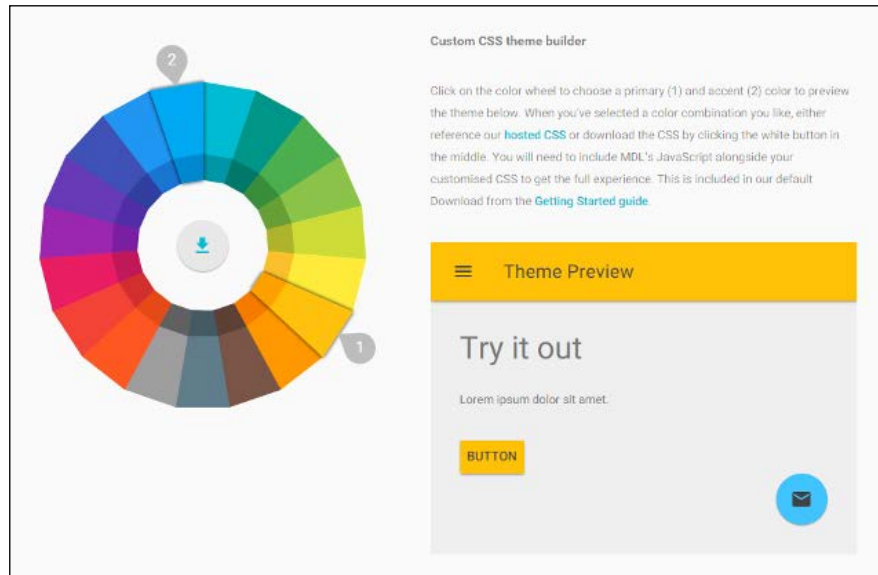 2
1
Custom CSS theme builder
Click on the color wheel to choose a primary (1) and accent (2) color to preview
the theme below. When you've selected a color combination you like, either
reference our hosted CSS or download the CSS by clicking the white button in
the middle. You will need to include MDL's JavaScript alongside your
customised CSS to get the full experience. This is included in our default
Download from the Getting Started guide.
Theme Preview
Try it out
Lorem ipsum dolor sit amet.
BUTTON